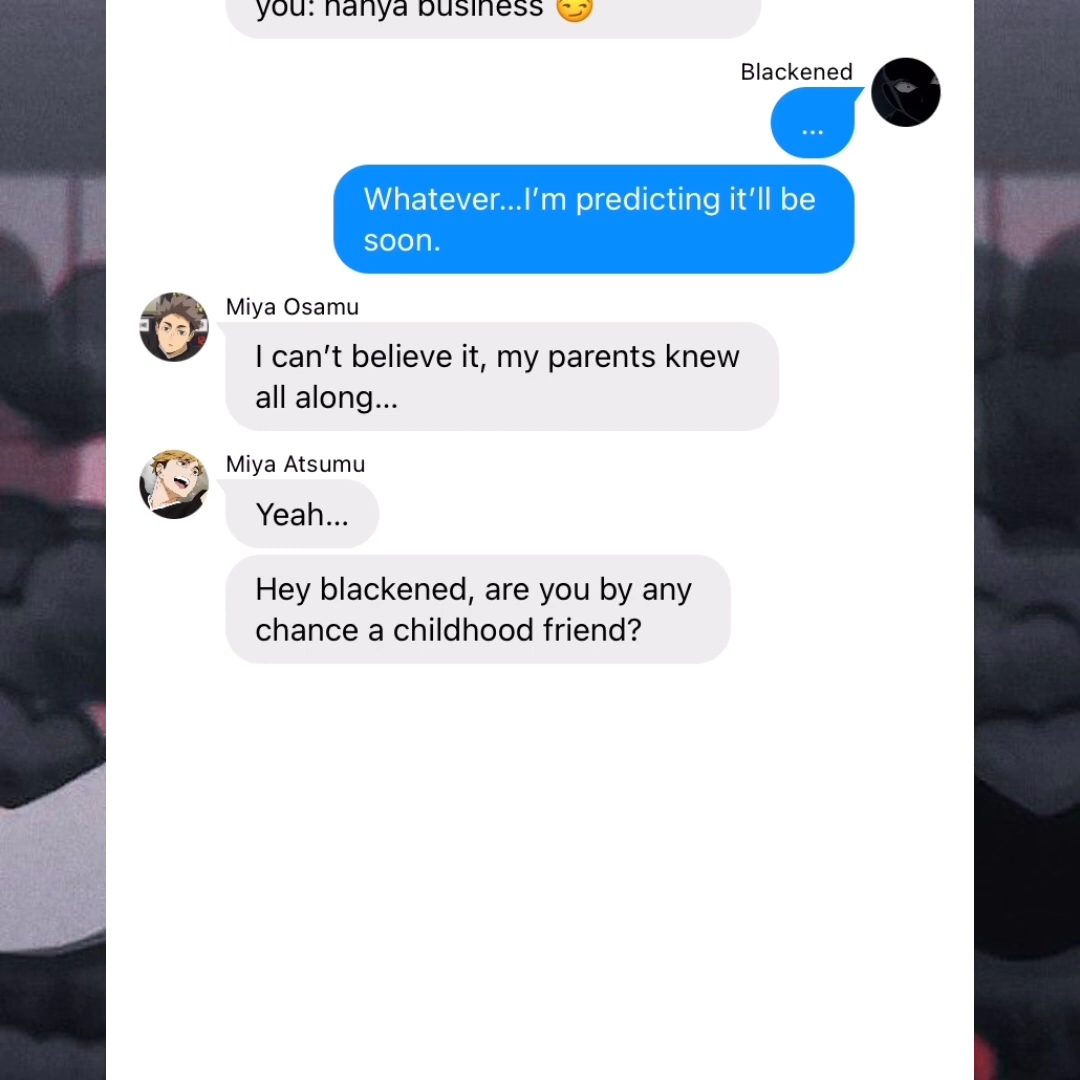 you: nanya business 😏
Blackened
...
Whatever...I'm predicting it'll be
soon.
Miya Osamu
I can't believe it, my parents knew
all along...
Miya Atsumu
Yeah...
Hey blackened, are you by any
chance a childhood friend?